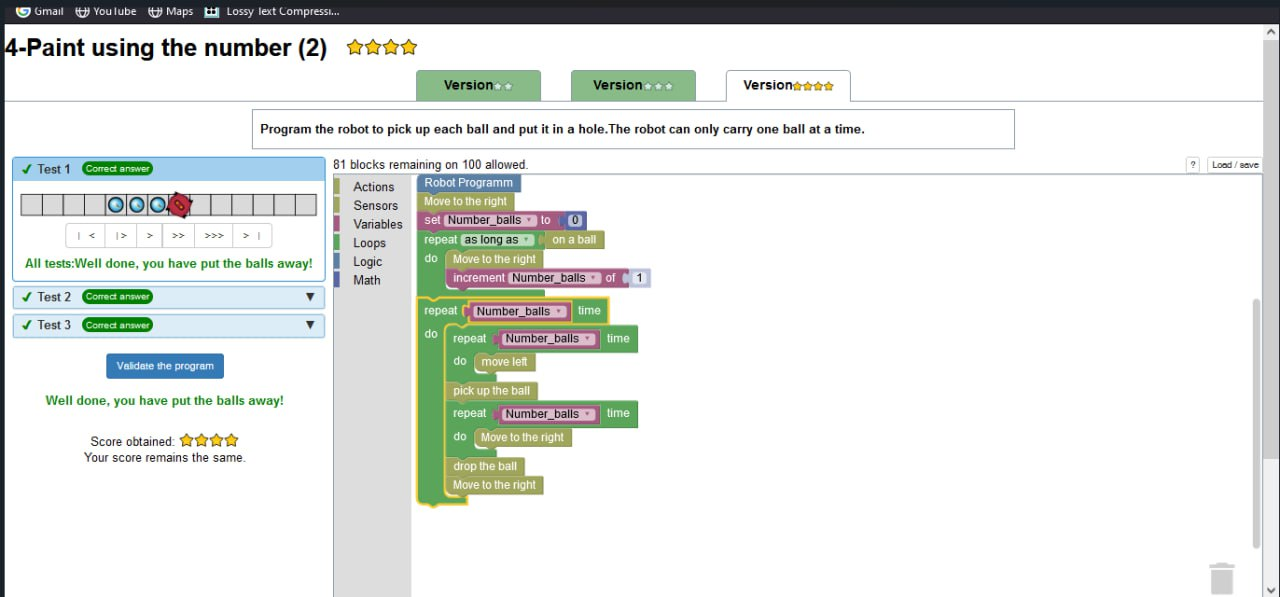 Gmail YouTube Maps Lossy Text Compressi...
4-Paint using the number (2)
Version
Version
Version
Program the robot to pick up each ball and put it in a hole.The robot can only carry one ball at a time.
✔ Test 1 Correct answer
81 blocks remaining on 100 allowed.
? Load / save
| < |> > >> >>> > |
All tests:Well done, you have put the balls away!
✔ Test 2 Correct answer ▼
✔ Test 3 Correct answer ▼
Validate the program
Well done, you have put the balls away!
Score obtained:
Your score remains the same.
Actions
Sensors
Variables
Loops
Logic
Math
Robot Programm
Move to the right
set Number_balls to 0
repeat as long as on a ball
do Move to the right
increment Number_balls of 1
repeat Number_balls time
do repeat Number_balls time
do move left
pick up the ball
repeat Number_balls time
do Move to the right
drop the ball
Move to the right